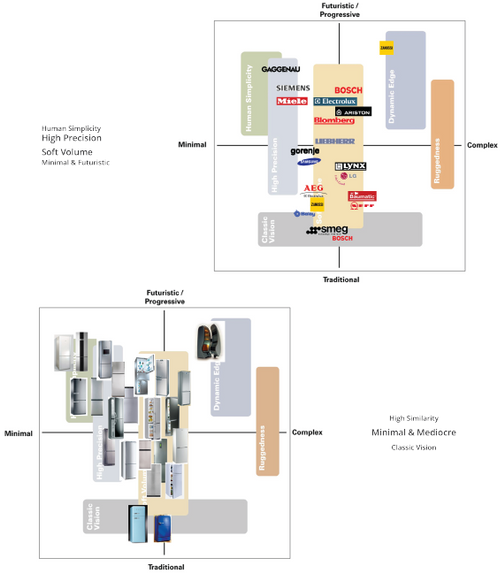 Futuristic /
Progressive
ZANUSSI
Human Simplicity
GAGGENAU
Dynamic Edge
SIEMENS
BOSCH
Miele
Electrolux
ARISTON
Blomberg
Ruggedness
High Precision
LIEBHERR
Human Simplicity
High Precision
Soft Volume
Minimal & Futuristic
Minimal
Complex
gorenje
SAMSUNG
LYNX
LG
AEG
Electrolux
Baumatic
ZANUSSI
NEFF
Classic
Vision
smeg
BOSCH
Traditional
Futuristic /
Progressive
Dynamic Edge
High Precision
Ruggedness
Minimal
Complex
High Similarity
Minimal & Mediocre
Classic Vision
Classic
Vision
Traditional